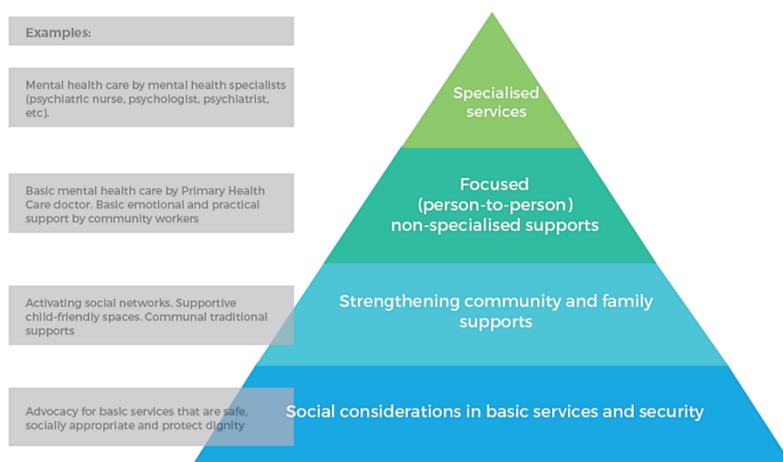 Examples:
Mental health care by mental health specialists
(psychiatric nurse, psychologist, psychiatrist,
etc).
Specialised
services
Basic mental health care by Primary Health
Care doctor. Basic emotional and practical
support by community workers
Focused
(person-to-person)
non-specialised supports
Activating social networks. Supportive
child-friendly spaces. Communal traditional
supports
Strengthening community and family
supports
Advocacy for basic services that are safe,
socially appropriate and protect dignity
Social considerations in basic services and security